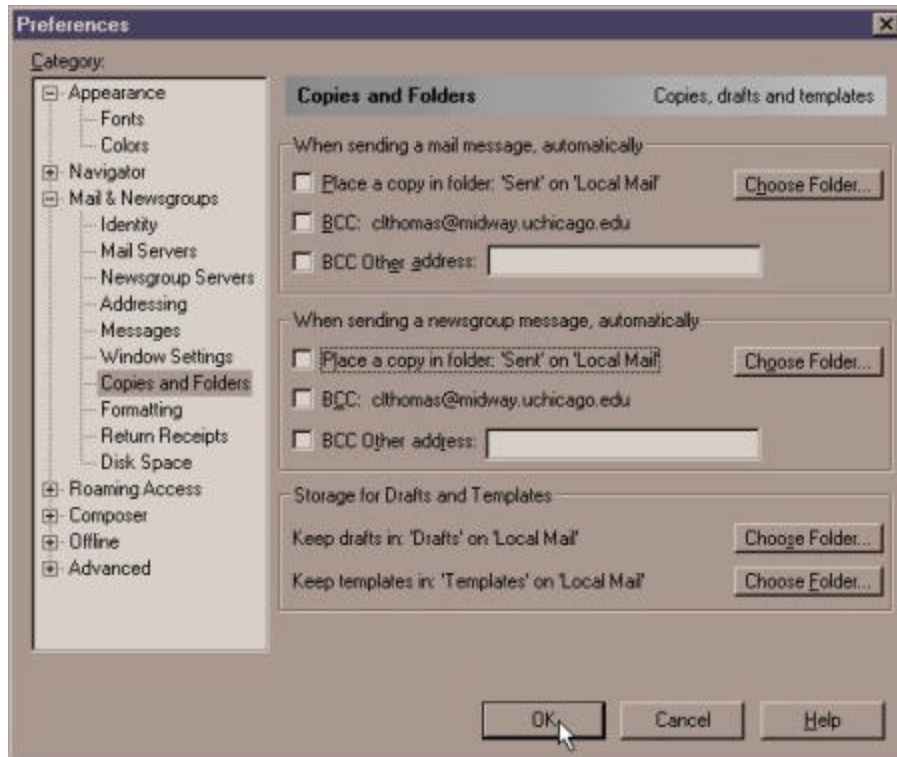 Preferences
Category:
Appearance
Fonts
Colors
Navigator
Mail & Newsgroups
Identity
Mail Servers
Newsgroup Servers
Addressing
Messages
Window Settings
Copies and Folders
Formatting
Return Receipts
Disk Space
Roaming Access
Composer
Offline
Advanced
Copies and Folders Copies, drafts and templates
When sending a mail message, automatically
Place a copy in folder: 'Sent' on 'Local Mail' Choose Folder...
BCC: clthomas@midway.uchicago.edu
BCC Other address:
When sending a newsgroup message, automatically
Place a copy in folder: 'Sent' on 'Local Mail' Choose Folder...
BCC: clthomas@midway.uchicago.edu
BCC Other address:
Storage for Drafts and Templates
Keep drafts in: 'Drafts' on 'Local Mail' Choose Folder...
Keep templates in: 'Templates' on 'Local Mail' Choose Folder...
OK Cancel Help